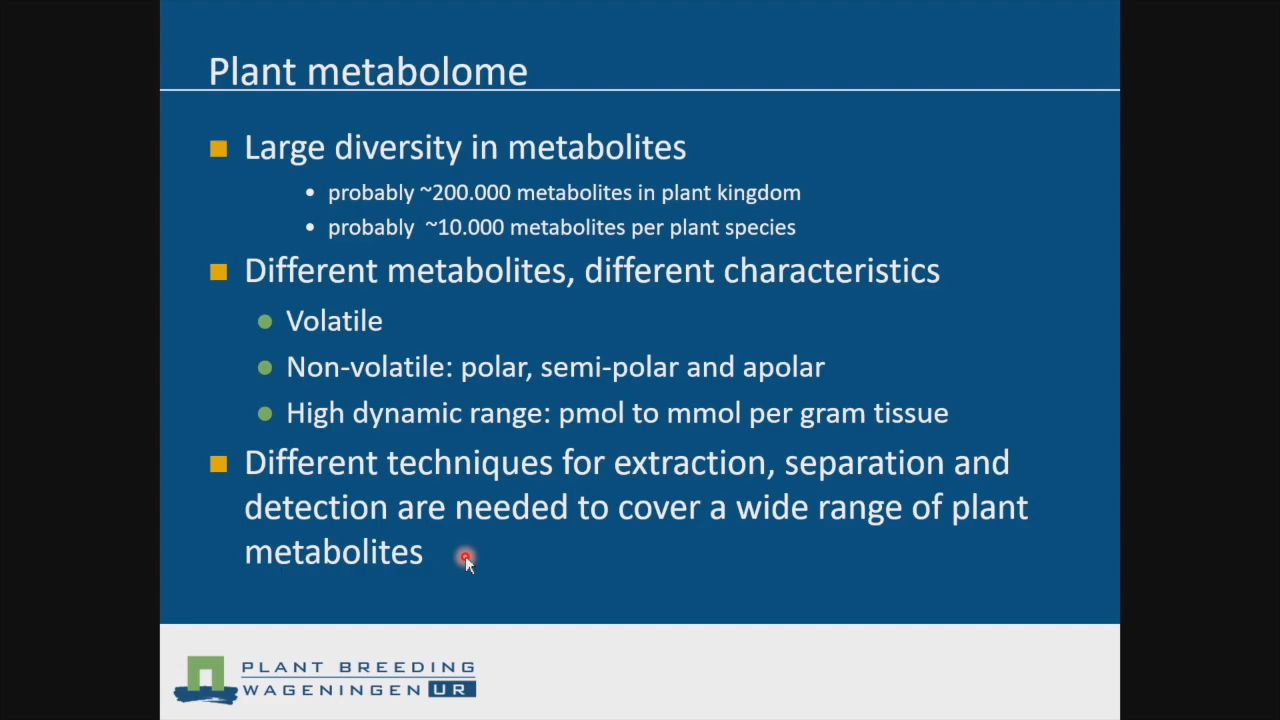 Plant metabolome
Large diversity in metabolites
probably ~200.000 metabolites in plant kingdom
probably ~10.000 metabolites per plant species
Different metabolites, different characteristics
Volatile
Non-volatile: polar, semi-polar and apolar
High dynamic range: pmol to mmol per gram tissue
Different techniques for extraction, separation and
detection are needed to cover a wide range of plant
metabolites
PLANT BREEDING
WAGENINGEN UR